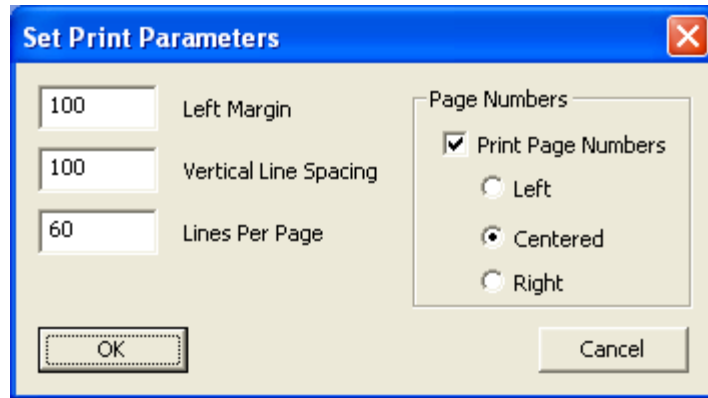 Set Print Parameters
100 Left Margin
100 Vertical Line Spacing
60 Lines Per Page
Page Numbers
Print Page Numbers
Left
Centered
Right
OK
Cancel